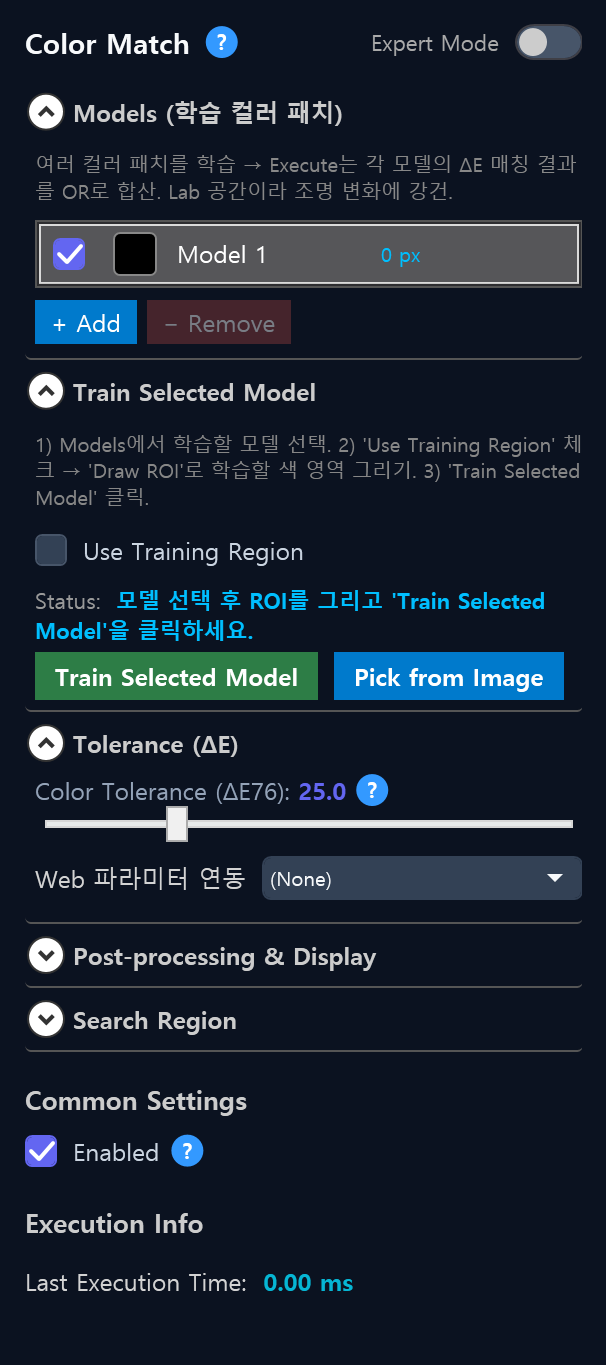 Color Match ? Expert Mode
Models (학습 컬러 패치)
여러 컬러 패치를 학습 → Execute는 각 모델의 ΔE 매칭 결과
를 OR로 합산. Lab 공간이라 조명 변화에 강건.
Model 1 0 px
+ Add − Remove
Train Selected Model
1) Models에서 학습할 모델 선택. 2) 'Use Training Region' 체
크 → 'Draw ROI'로 학습할 색 영역 그리기. 3) 'Train Selected
Model' 클릭.
Use Training Region
Status: 모델 선택 후 ROI를 그리고 'Train Selected
Model'을 클릭하세요.
Train Selected Model Pick from Image
Tolerance (ΔE)
Color Tolerance (ΔE76): 25.0 ?
Web 파라미터 연동 (None)
Post-processing & Display
Search Region
Common Settings
Enabled ?
Execution Info
Last Execution Time: 0.00 ms